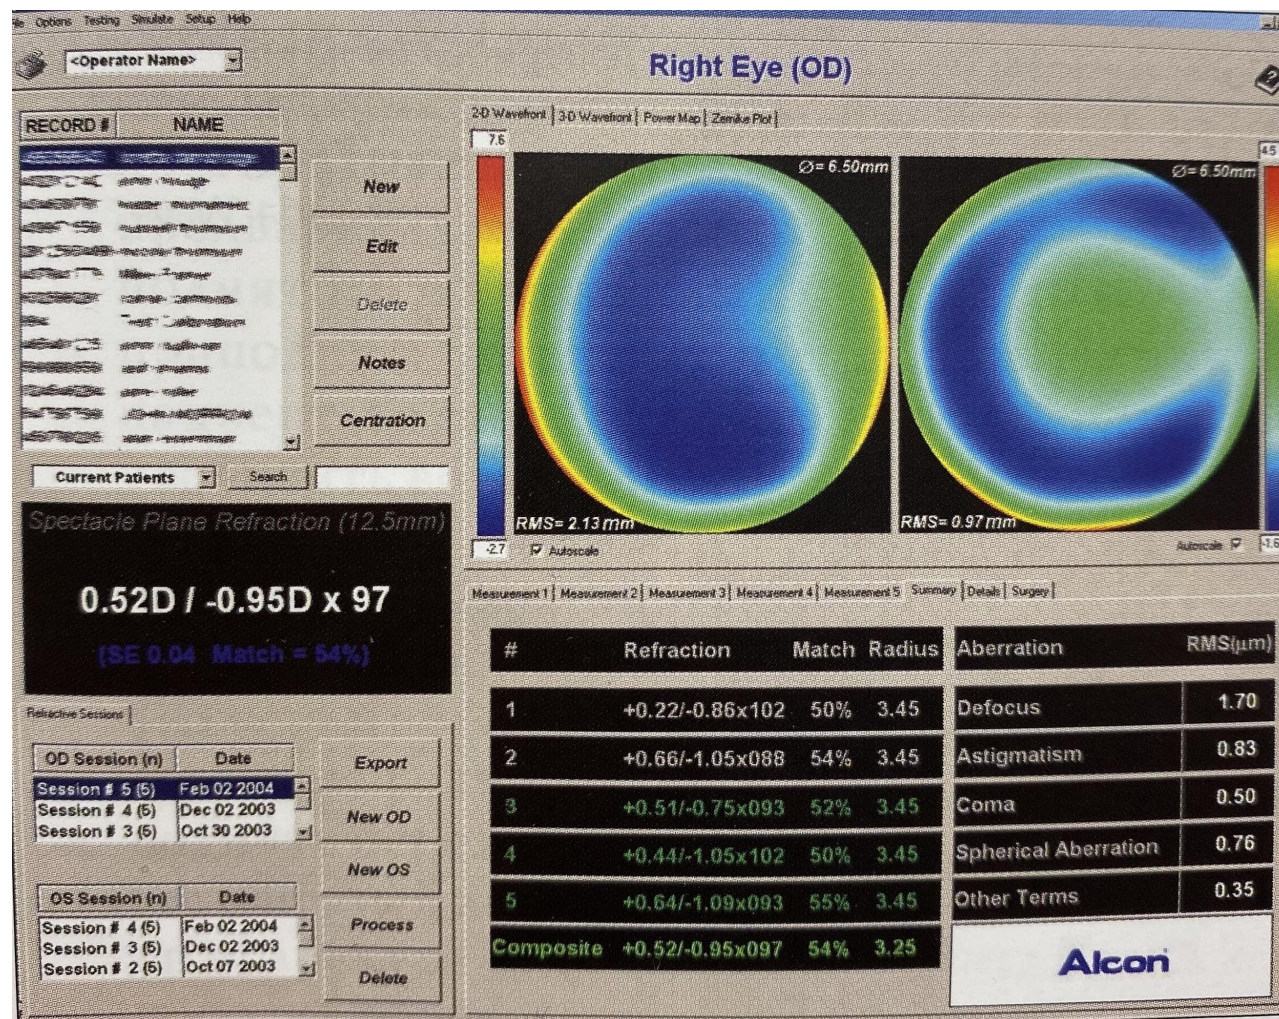 Options Testing Simulate Setup Help
<Operator Name>
Right Eye (OD)
RECORD # NAME
New
Edit
Delete
Notes
Centration
Current Patients Search
Spectacle Plane Refraction (12.5mm)
0.52D / -0.95D x 97
(SE 0.04 Match = 54%)
Refractive Sessions
OD Session (n) Date
Session # 5 (5) Feb 02 2004
Session # 4 (5) Dec 02 2003
Session # 3 (5) Oct 30 2003
OS Session (n) Date
Session # 4 (5) Feb 02 2004
Session # 3 (5) Dec 02 2003
Session # 2 (5) Oct 07 2003
Export
New OD
New OS
Process
Delete
2-D Wavefront 3-D Wavefront Power Map Zernike Plot
7.6
Ø= 6.50mm
RMS= 2.13 mm
-2.7
Autoscale
4.5
Ø= 6.50mm
RMS= 0.97 mm
-1.6
Autoscale
Measurement 1 Measurement 2 Measurement 3 Measurement 4 Measurement 5 Summary Details Surgery
# Refraction Match Radius
1 +0.22/-0.86x102 50% 3.45
2 +0.66/-1.05x088 54% 3.45
3 +0.51/-0.75x093 52% 3.45
4 +0.44/-1.05x102 50% 3.45
5 +0.64/-1.09x093 55% 3.45
Composite +0.52/-0.95x097 54% 3.25
Aberration RMS(µm)
Defocus 1.70
Astigmatism 0.83
Coma 0.50
Spherical Aberration 0.76
Other Terms 0.35
Alcon